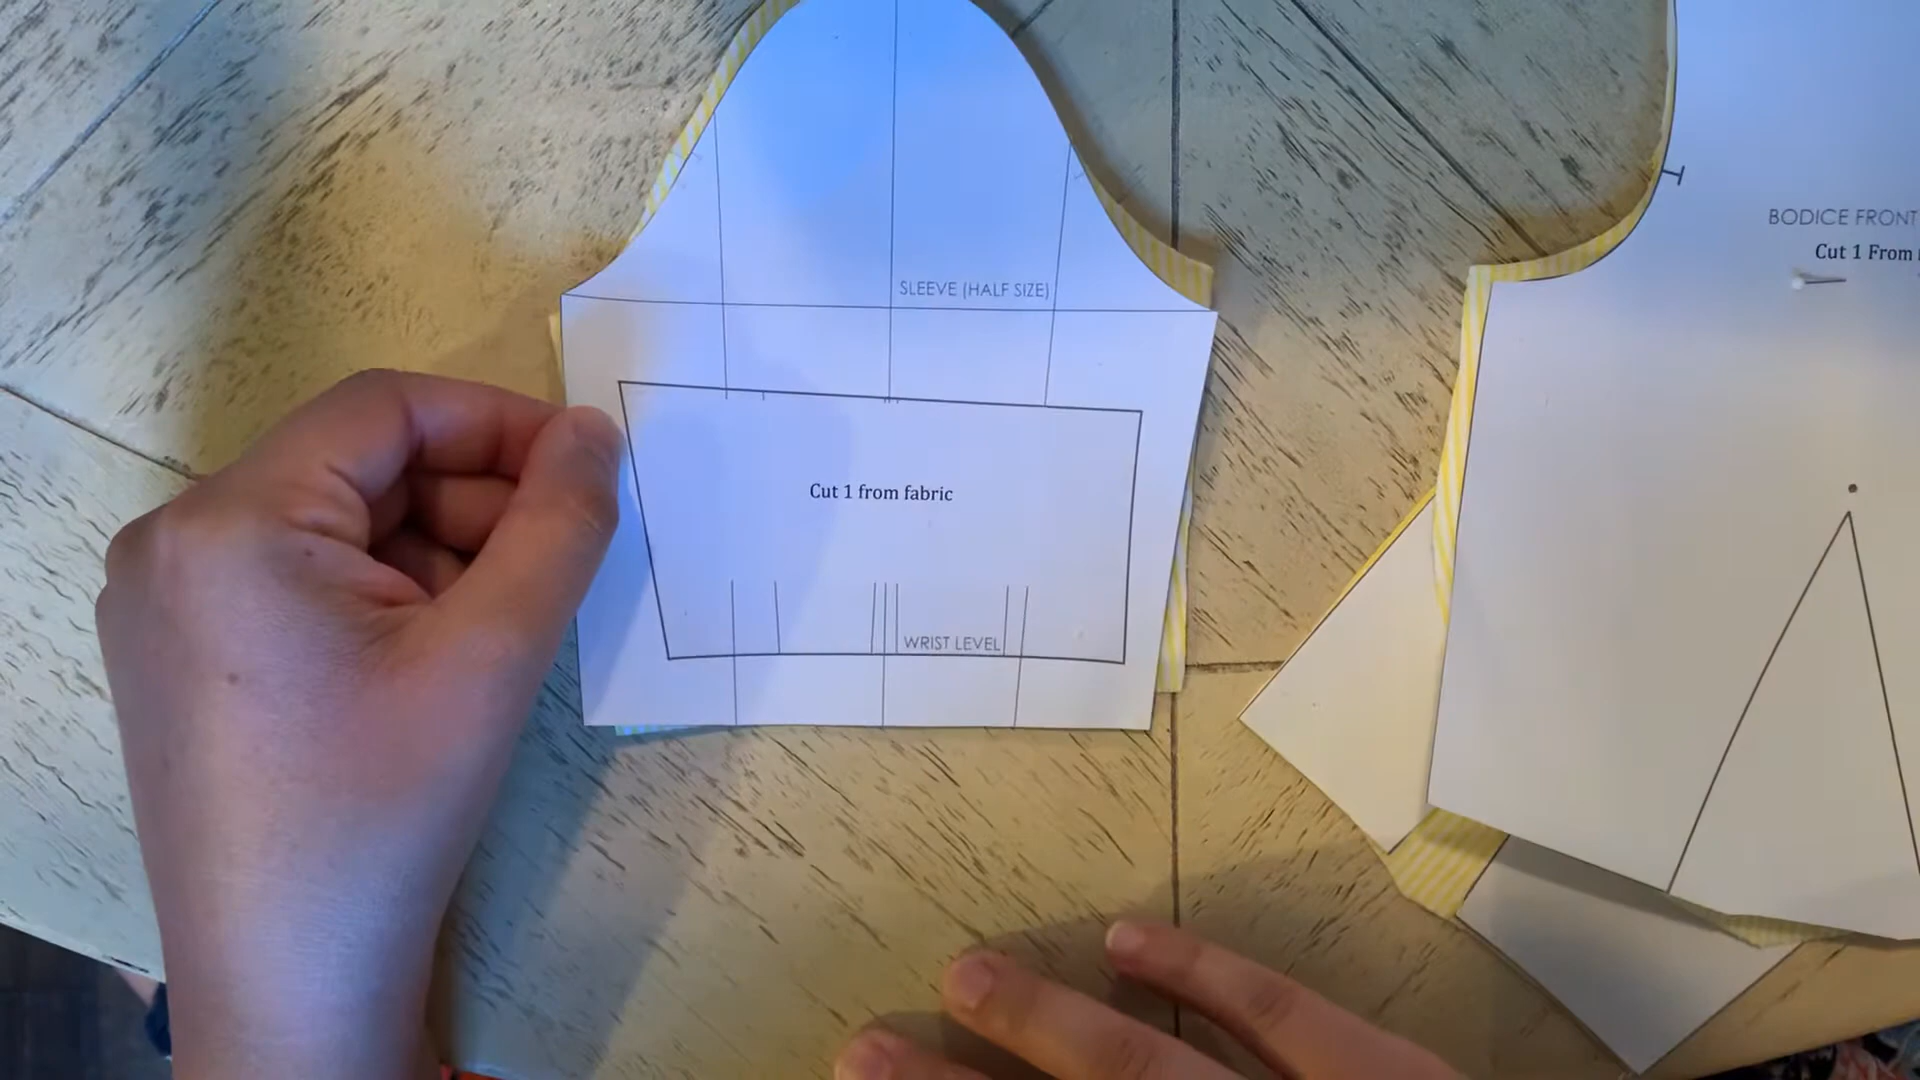 SLEEVE (HALF SIZE)
Cut 1 from fabric
WRIST LEVEL
BODICE FRONT
Cut 1 From